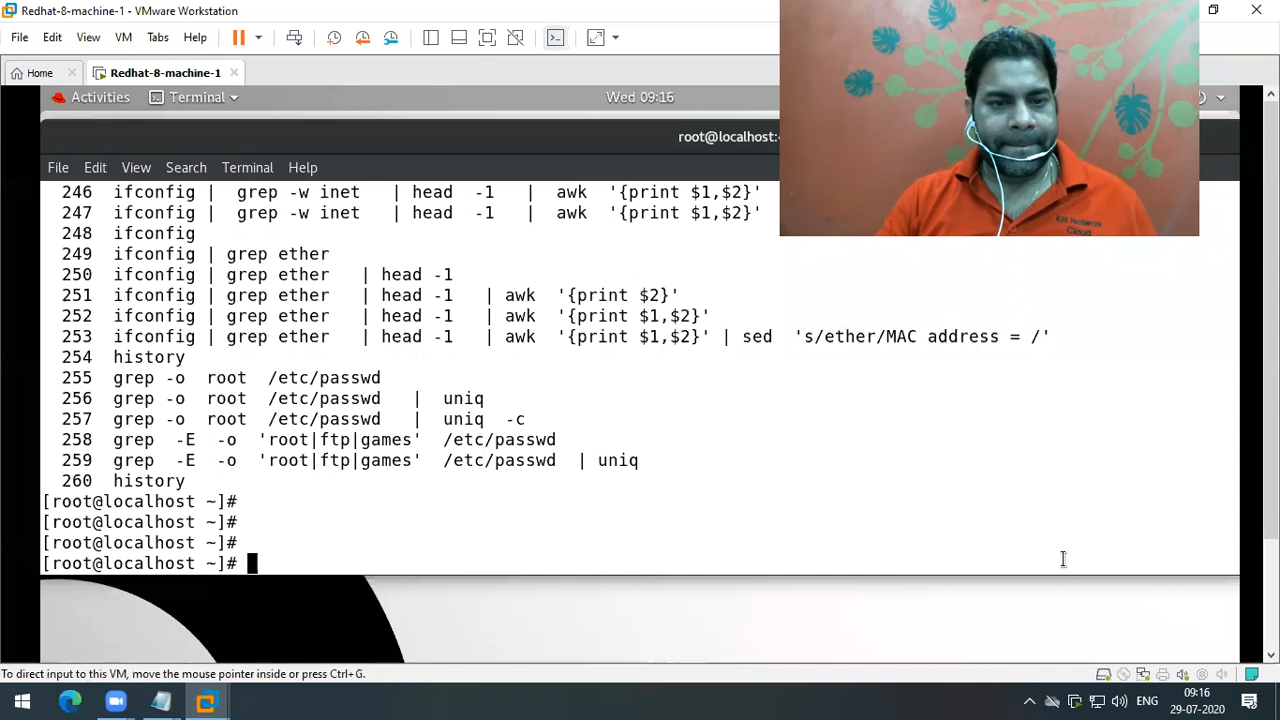 Redhat-8-machine-1 - VMware Workstation
File Edit View VM Tabs Help
Home Redhat-8-machine-1
Activities Terminal Wed 09:16
root@localhost:
File Edit View Search Terminal Help
246 ifconfig | grep -w inet | head -1 | awk '{print $1,$2}'
247 ifconfig | grep -w inet | head -1 | awk '{print $1,$2}'
248 ifconfig
249 ifconfig | grep ether
250 ifconfig | grep ether | head -1
251 ifconfig | grep ether | head -1 | awk '{print $2}'
252 ifconfig | grep ether | head -1 | awk '{print $1,$2}'
253 ifconfig | grep ether | head -1 | awk '{print $1,$2}' | sed 's/ether/MAC address = /'
254 history
255 grep -o root /etc/passwd
256 grep -o root /etc/passwd | uniq
257 grep -o root /etc/passwd | uniq -c
258 grep -E -o 'root|ftp|games' /etc/passwd
259 grep -E -o 'root|ftp|games' /etc/passwd | uniq
260 history
[root@localhost ~]#
[root@localhost ~]#
[root@localhost ~]#
[root@localhost ~]#
KR Network
Cloud
To direct input to this VM, move the mouse pointer inside or press Ctrl+G.
ENG
09:16
29-07-2020